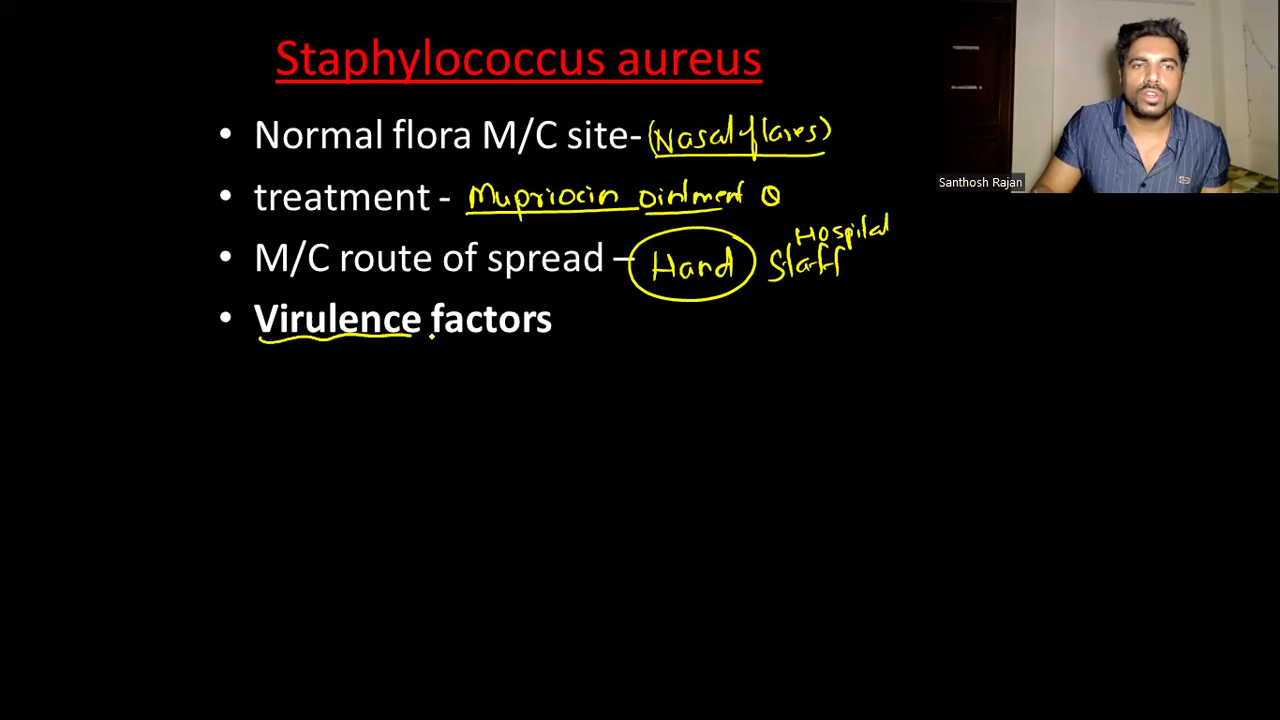 Staphylococcus aureus
• Normal flora M/C site- (Nasal flares)
• treatment - Mupriocin ointment
Hospital
• M/C route of spread – Hand Staff
• Virulence factors
Santhosh Rajan